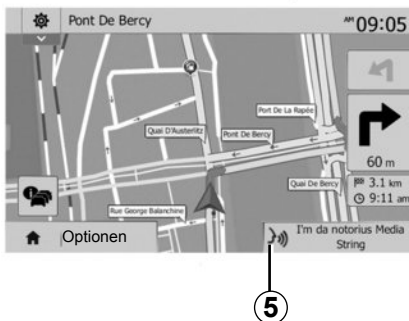 Pont De Bercy
AM 09:05
Port De La Rapée
Quai D'Austerlitz
Pont De Bercy
60 m
Quai De Bercy
3.1 km
9:11 am
Rue George Balanchine
Optionen
I'm da notorius Media
String
5